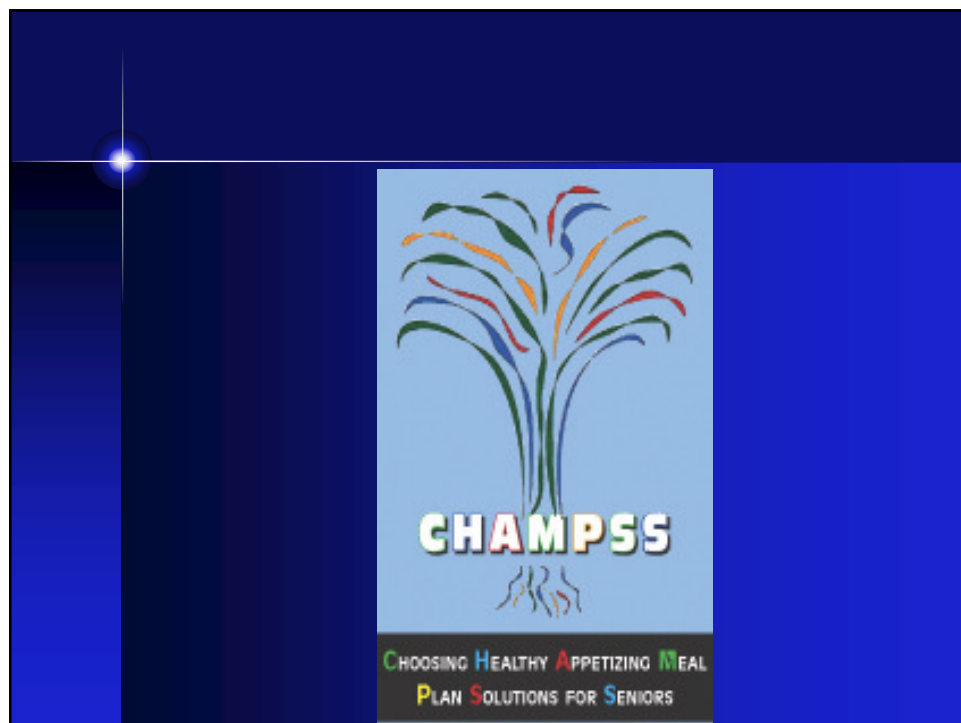 CHAMPSS
CHOOSING HEALTHY APPETIZING MEAL
PLAN SOLUTIONS FOR SENIORS